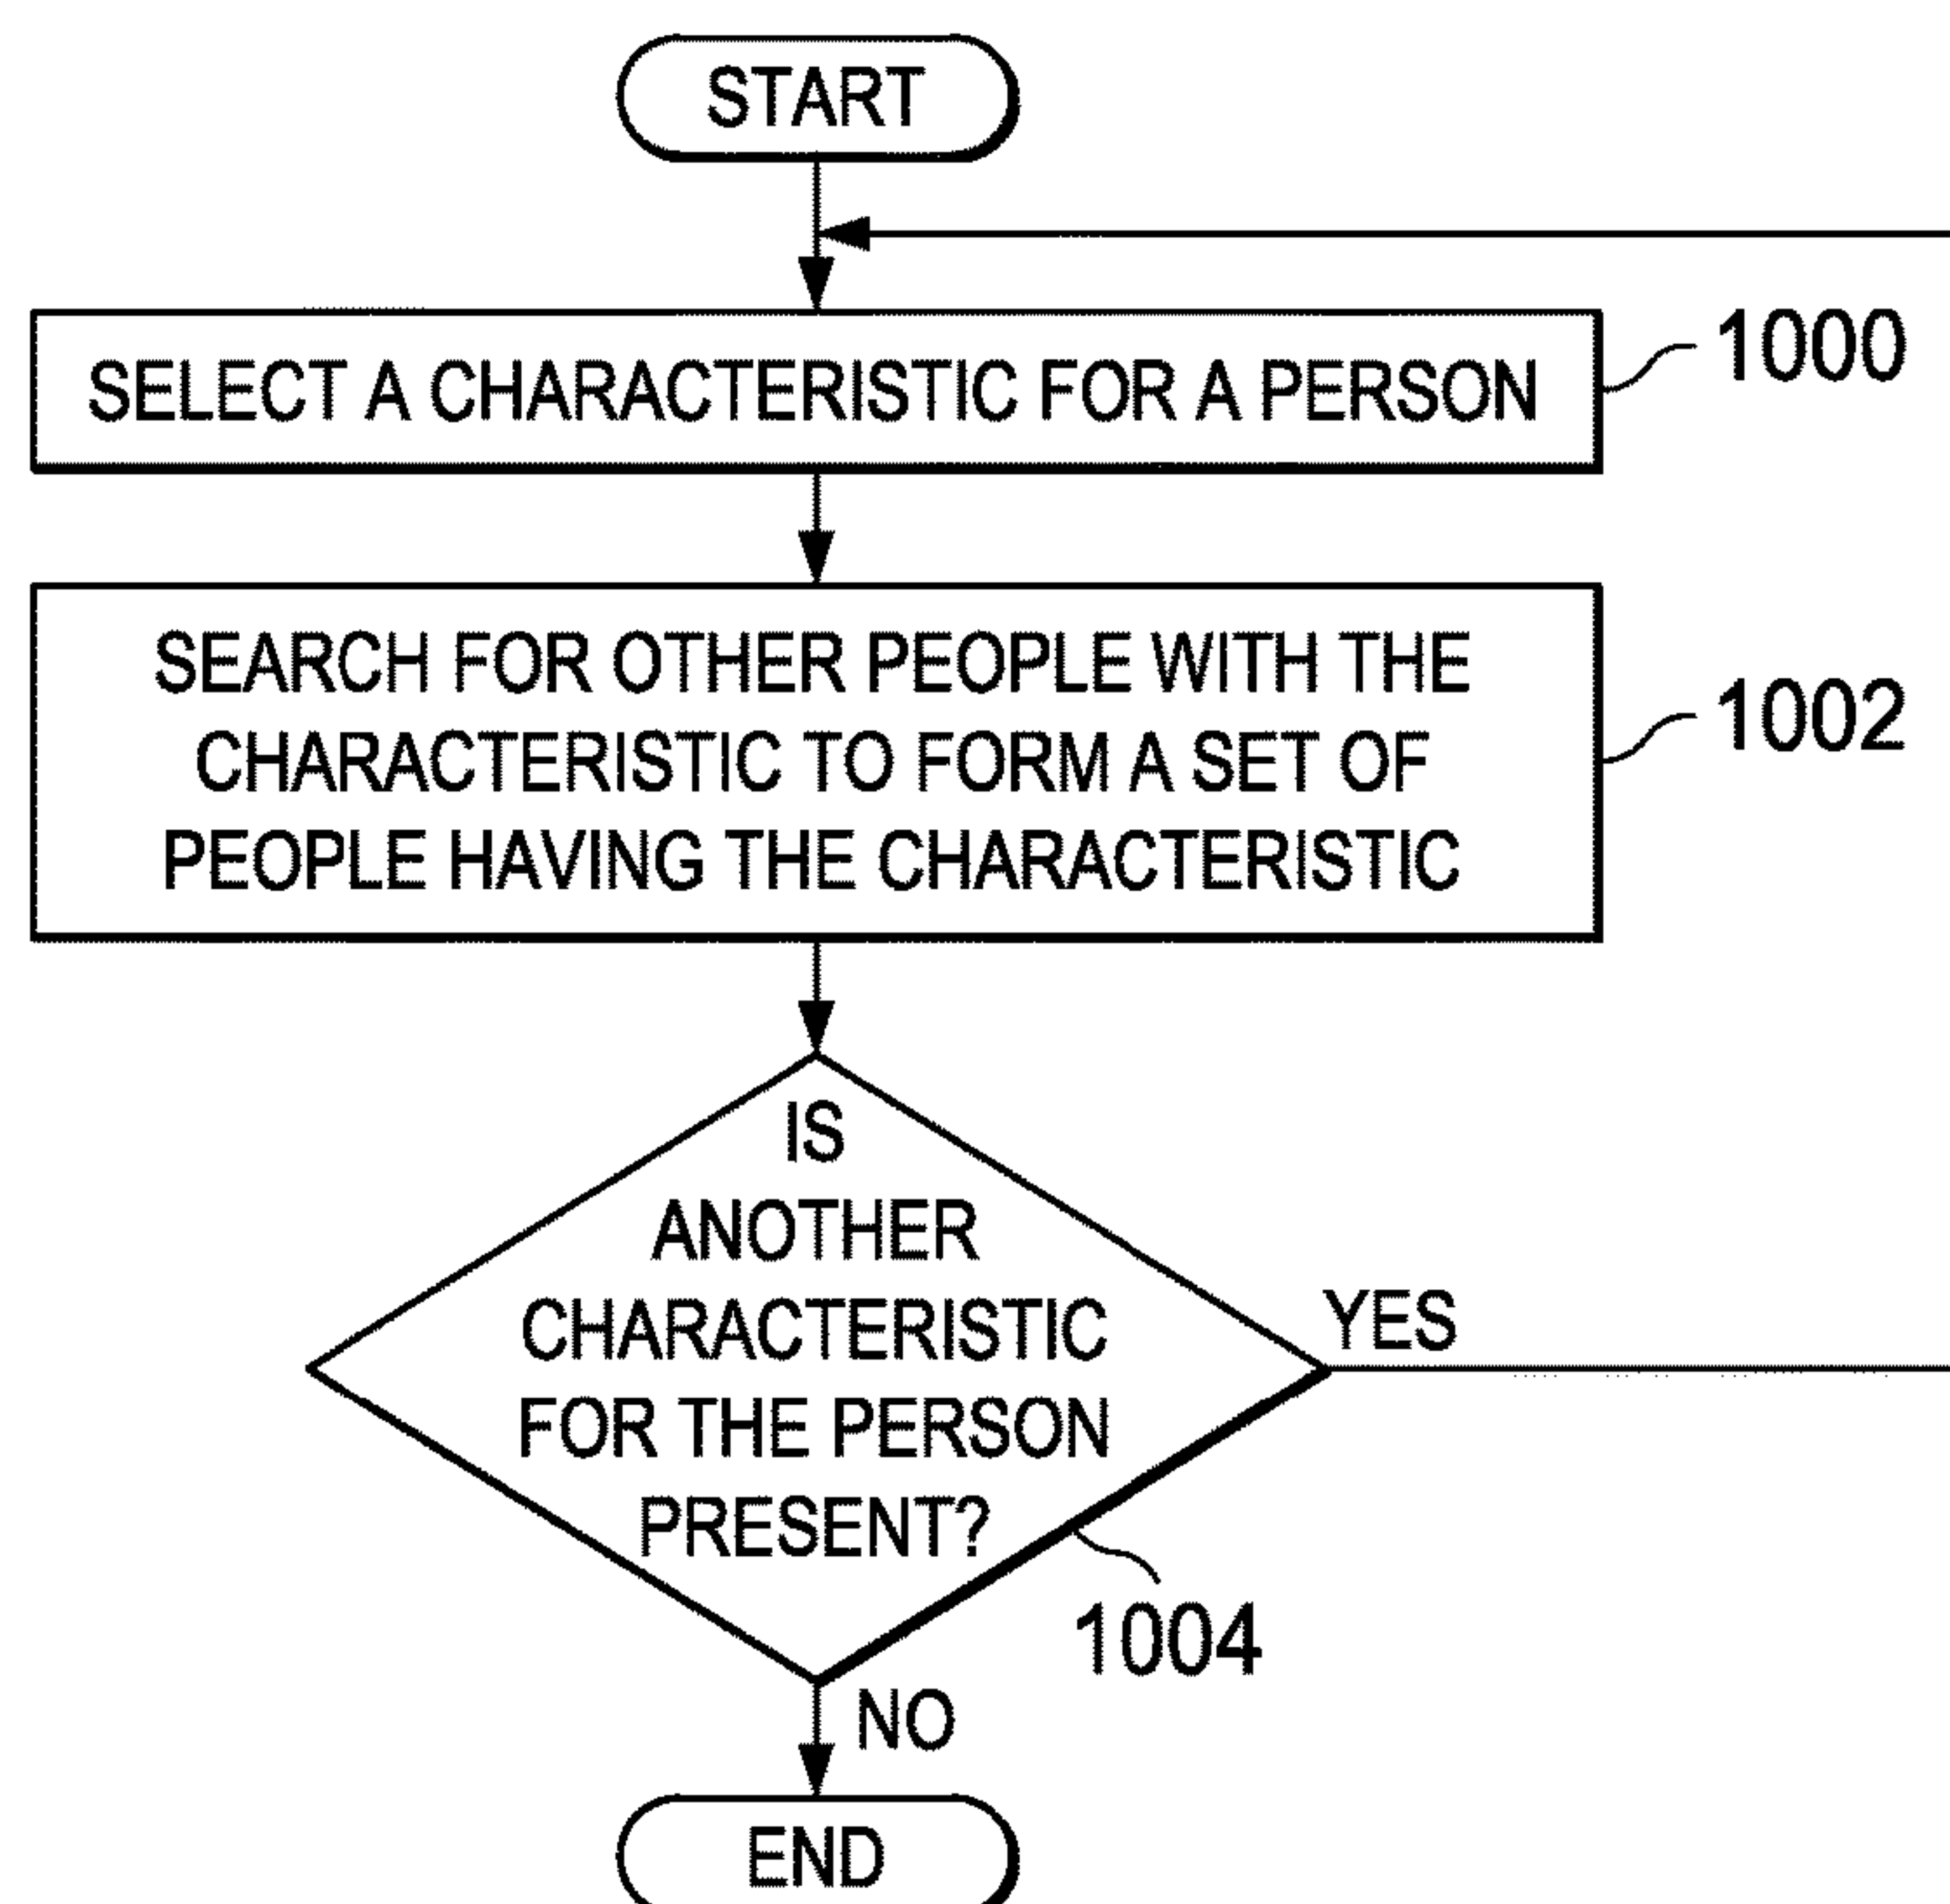 START
SELECT A CHARACTERISTIC FOR A PERSON
1000
SEARCH FOR OTHER PEOPLE WITH THE
CHARACTERISTIC TO FORM A SET OF
PEOPLE HAVING THE CHARACTERISTIC
1002
IS
ANOTHER
CHARACTERISTIC
FOR THE PERSON
PRESENT?
YES
1004
NO
END